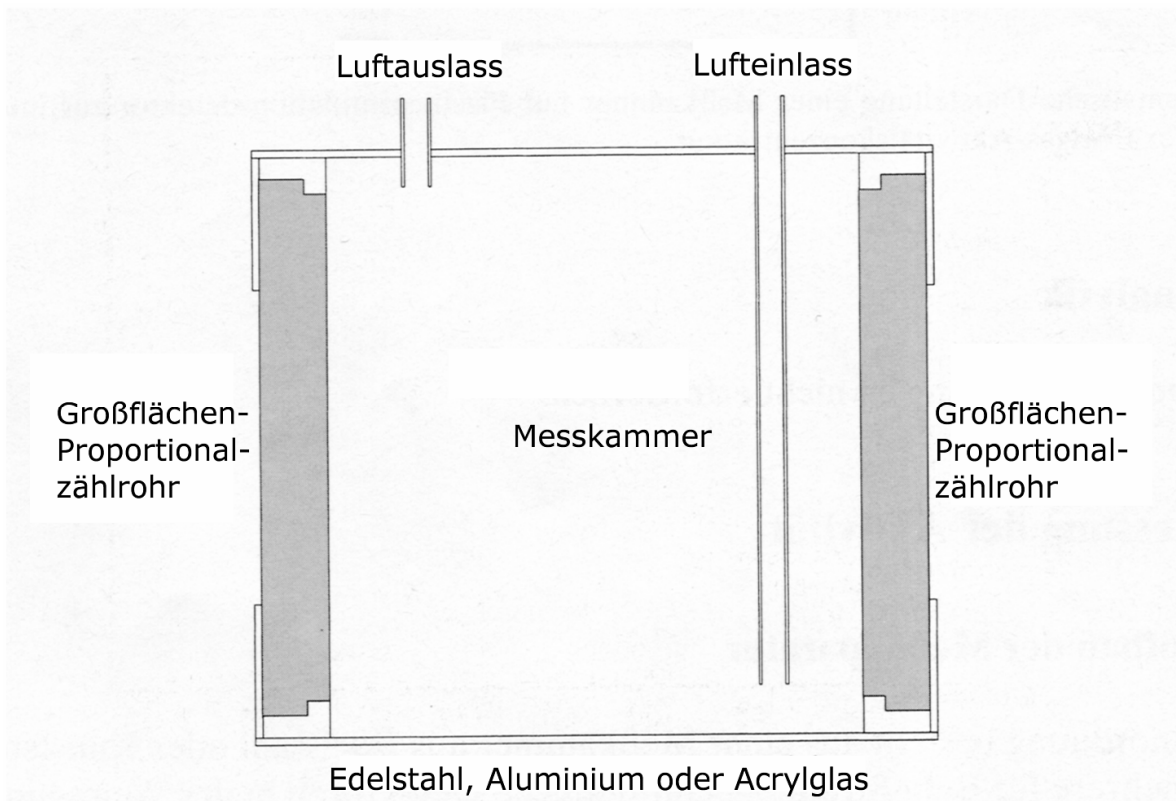 Luftauslass
Lufteinlass
Großflächen-
Proportional-
zählrohr
Messkammer
Großflächen-
Proportional-
zählrohr
Edelstahl, Aluminium oder Acrylglas